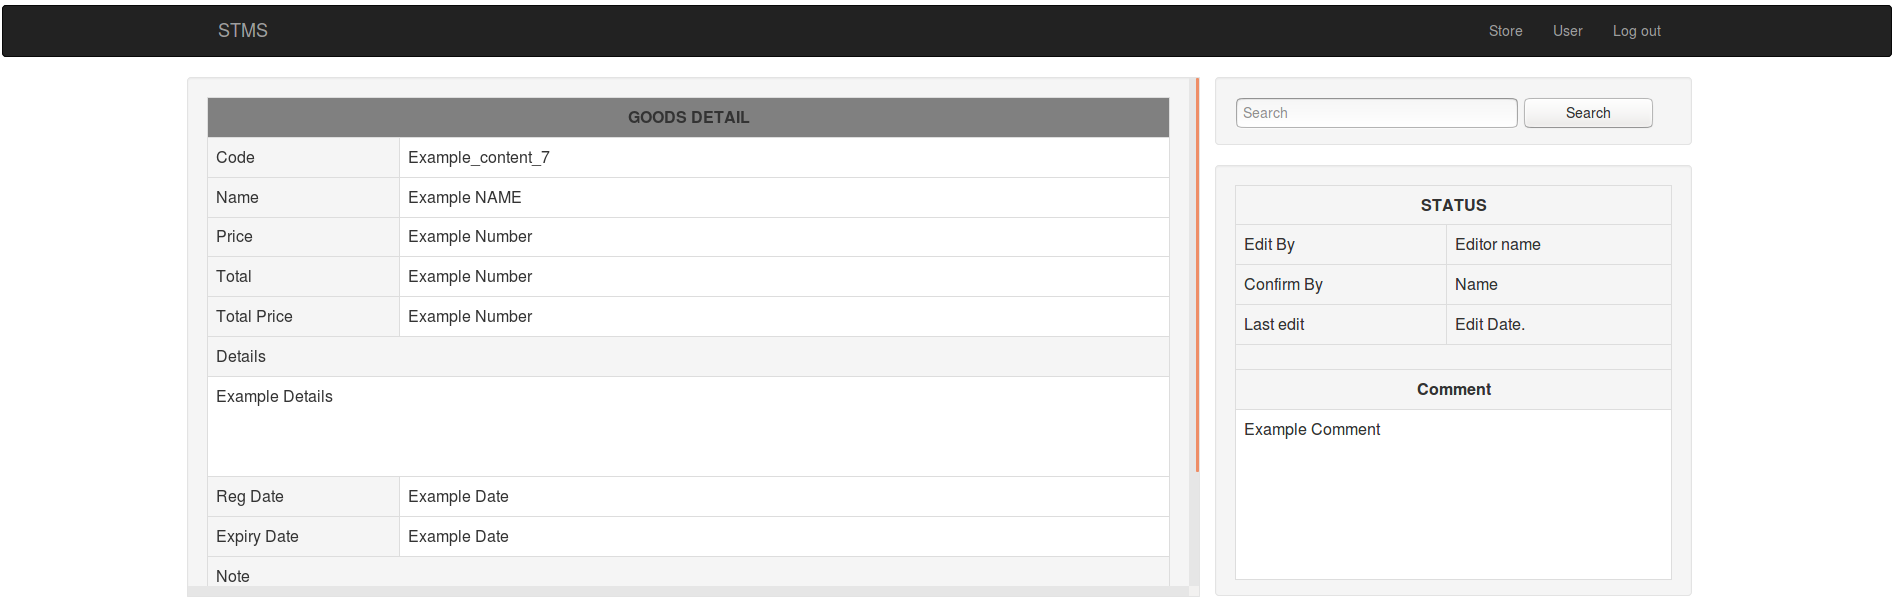 STMS Store User Log out
GOODS DETAIL
Code Example_content_7
Name Example NAME
Price Example Number
Total Example Number
Total Price Example Number
Details
Example Details
Reg Date Example Date
Expiry Date Example Date
Note
Search Search
STATUS
Edit By Editor name
Confirm By Name
Last edit Edit Date.
Comment
Example Comment